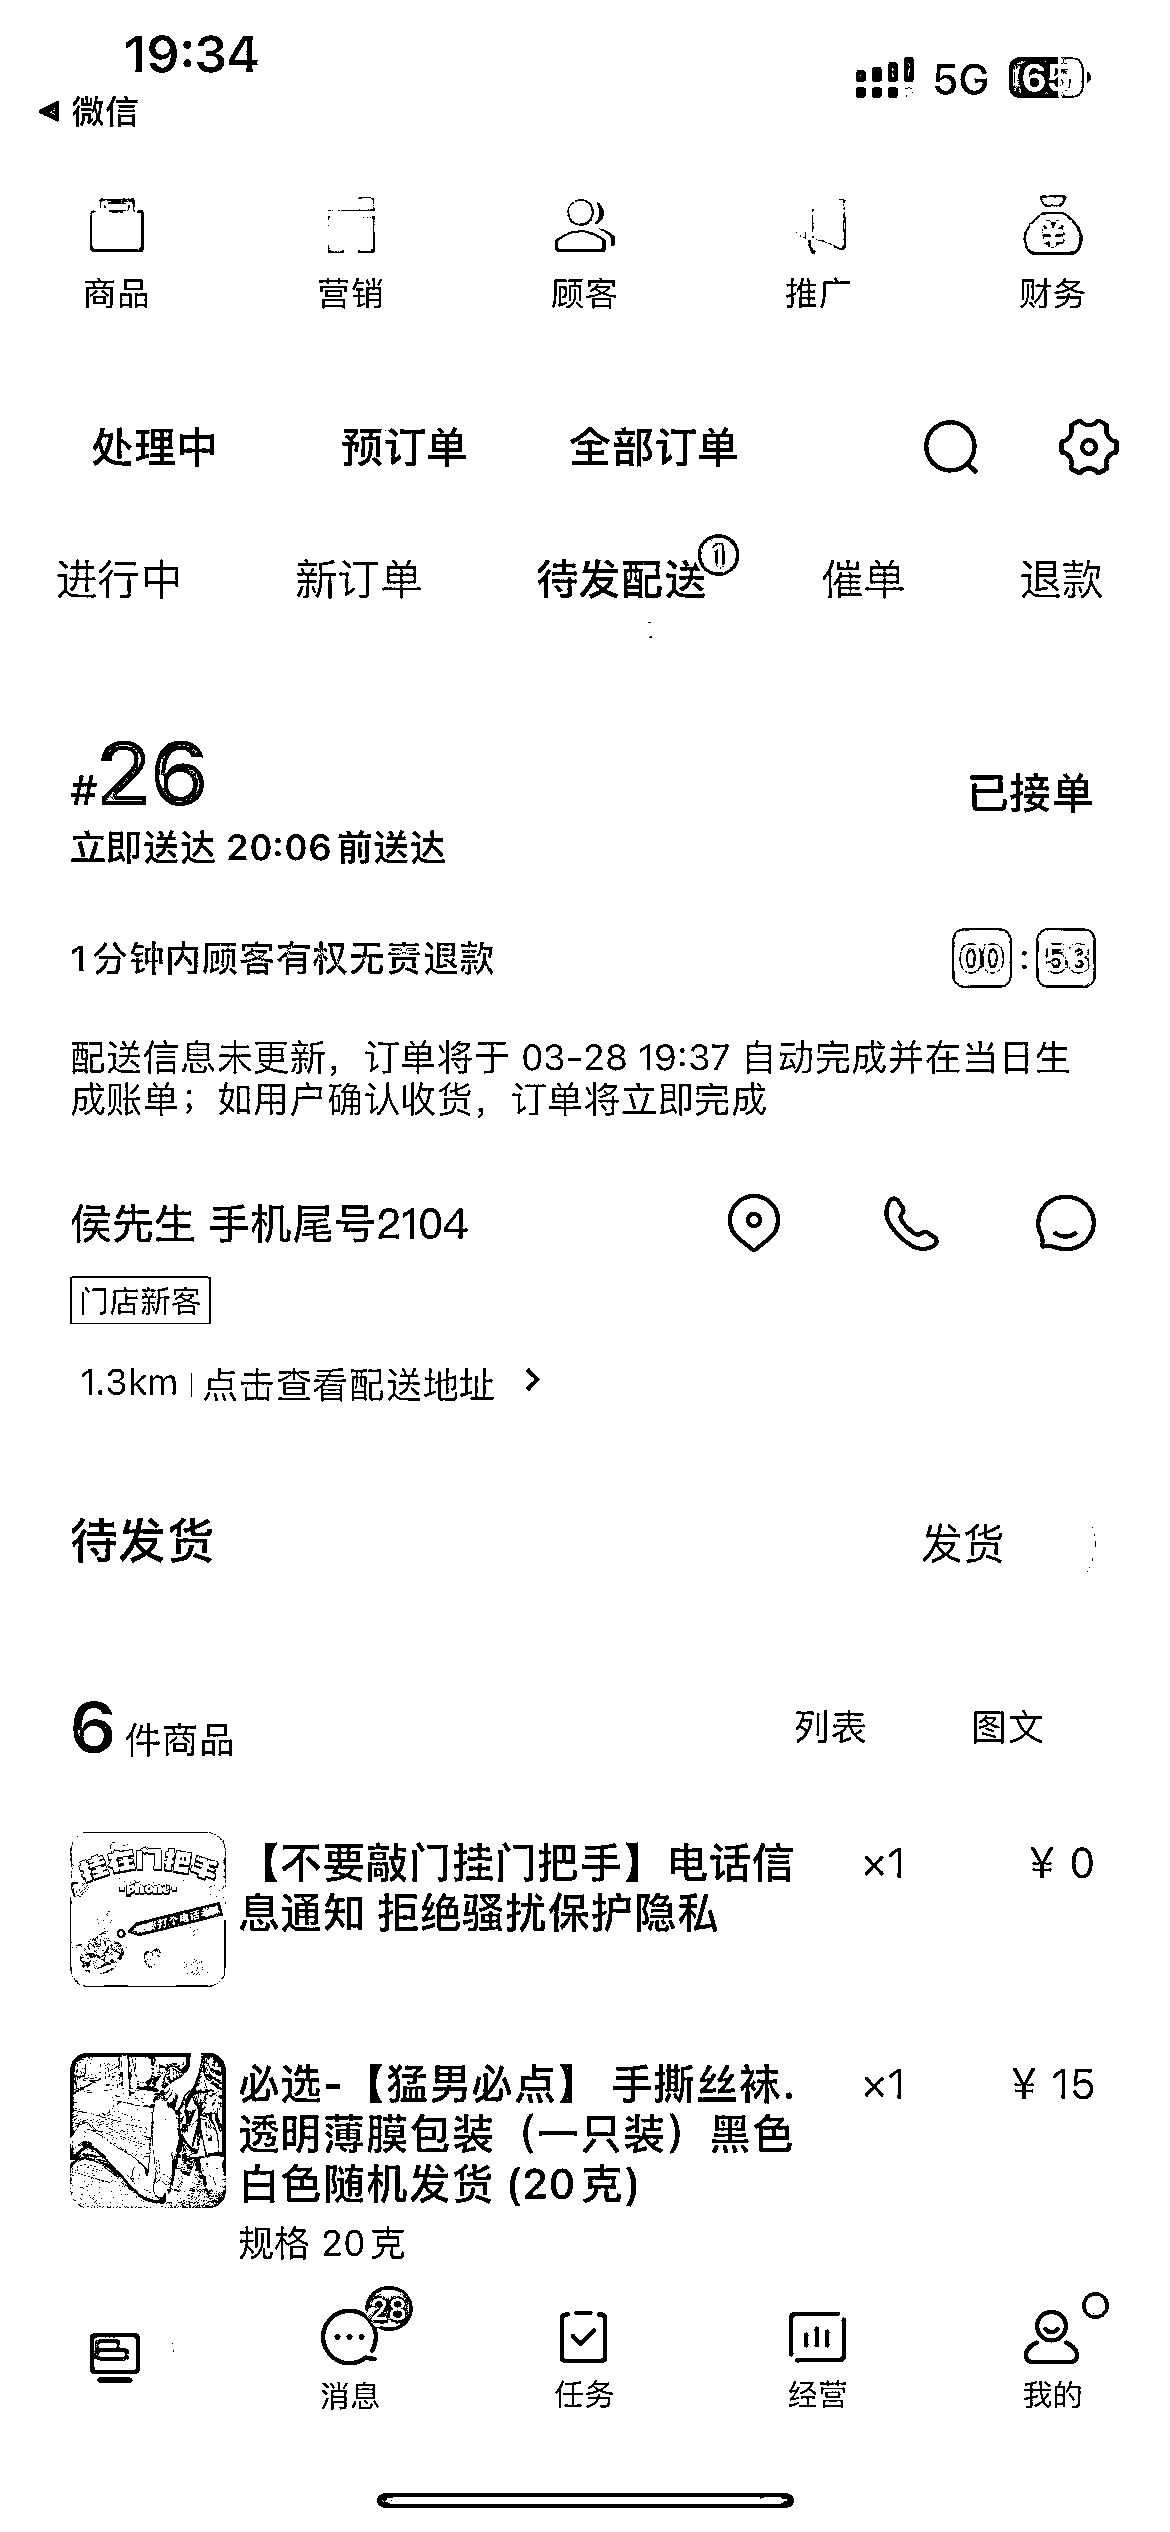 19:34
5G 65
◀ 微信
商品 营销 顾客 推广 财务
处理中 预订单 全部订单
进行中 新订单 待发配送 1 催单 退款
#26
已接单
立即送达 20:06前送达
1分钟内顾客有权无责退款 00:53
配送信息未更新，订单将于 03-28 19:37 自动完成并在当日生
成账单；如用户确认收货，订单将立即完成
侯先生 手机尾号2104
门店新客
1.3km 点击查看配送地址 >
待发货 发货
6 件商品 列表 图文
挂在门把手
-phone-
【不要敲门挂门把手】电话信 ×1 ¥ 0
息通知 拒绝骚扰保护隐私
必选-【猛男必点】 手撕丝袜. ×1 ¥ 15
透明薄膜包装（一只装）黑色
白色随机发货 (20克)
规格 20克
28
消息 任务 经营 我的